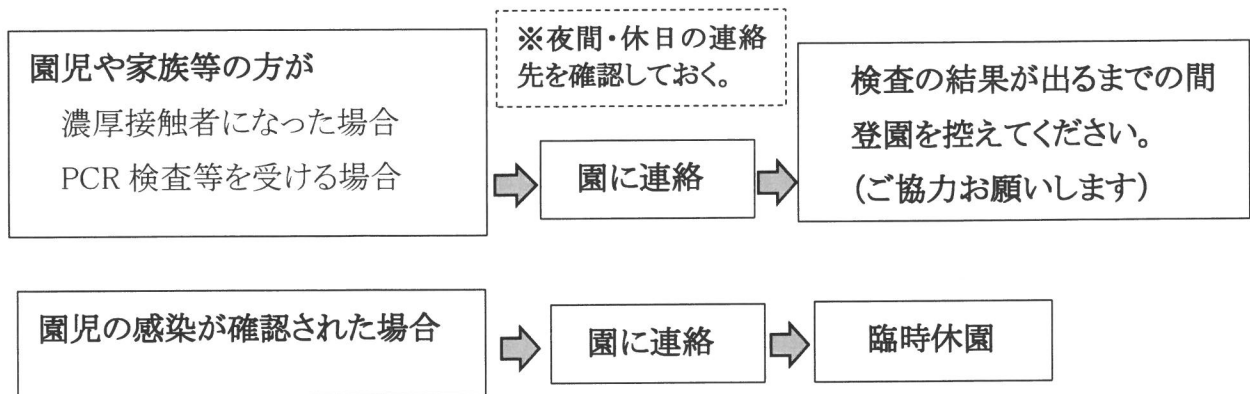 園児や家族等の方が
濃厚接触者になった場合
PCR 検査等を受ける場合
※夜間・休日の連絡
先を確認しておく。
園に連絡
検査の結果が出るまでの間
登園を控えてください。
(ご協力お願いします)
園児の感染が確認された場合
園に連絡
臨時休園